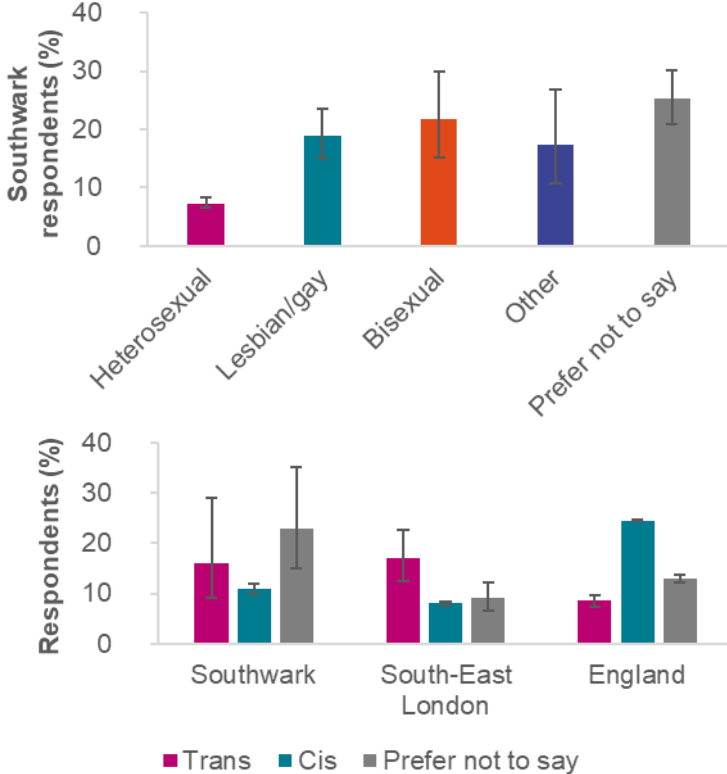 Southwark
respondents (%)
40
30
20
10
0
Heterosexual
Lesbian/gay
Bisexual
Other
Prefer not to say
Respondents (%)
40
30
20
10
0
Southwark
South-East
London
England
Trans
Cis
Prefer not to say